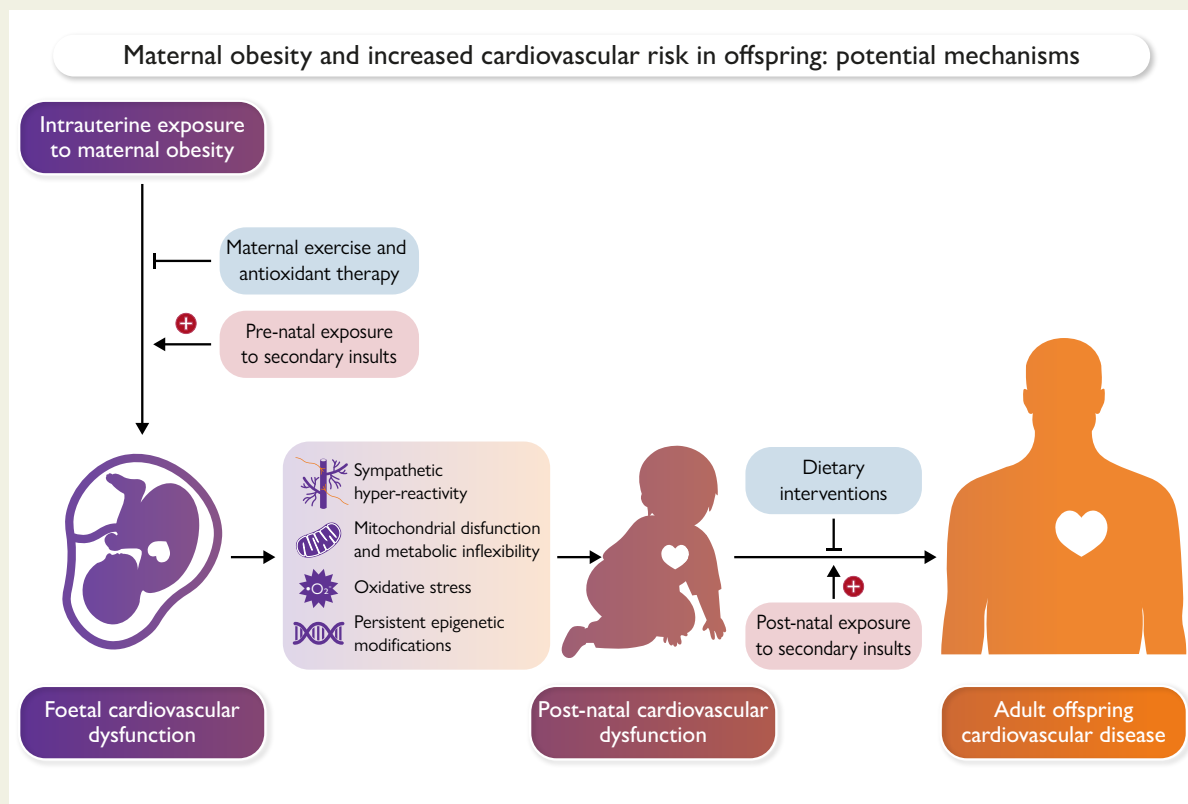 Maternal obesity and increased cardiovascular risk in offspring: potential mechanisms
Intrauterine exposure
to maternal obesity
Maternal exercise and
antioxidant therapy
+
Pre-natal exposure
to secondary insults
Sympathetic
hyper-reactivity
Mitochondrial disfunction
and metabolic inflexibility
•O₂⁻
Oxidative stress
Persistent epigenetic
modifications
Dietary
interventions
+
Post-natal exposure
to secondary insults
Foetal cardiovascular
dysfunction
Post-natal cardiovascular
dysfunction
Adult offspring
cardiovascular disease